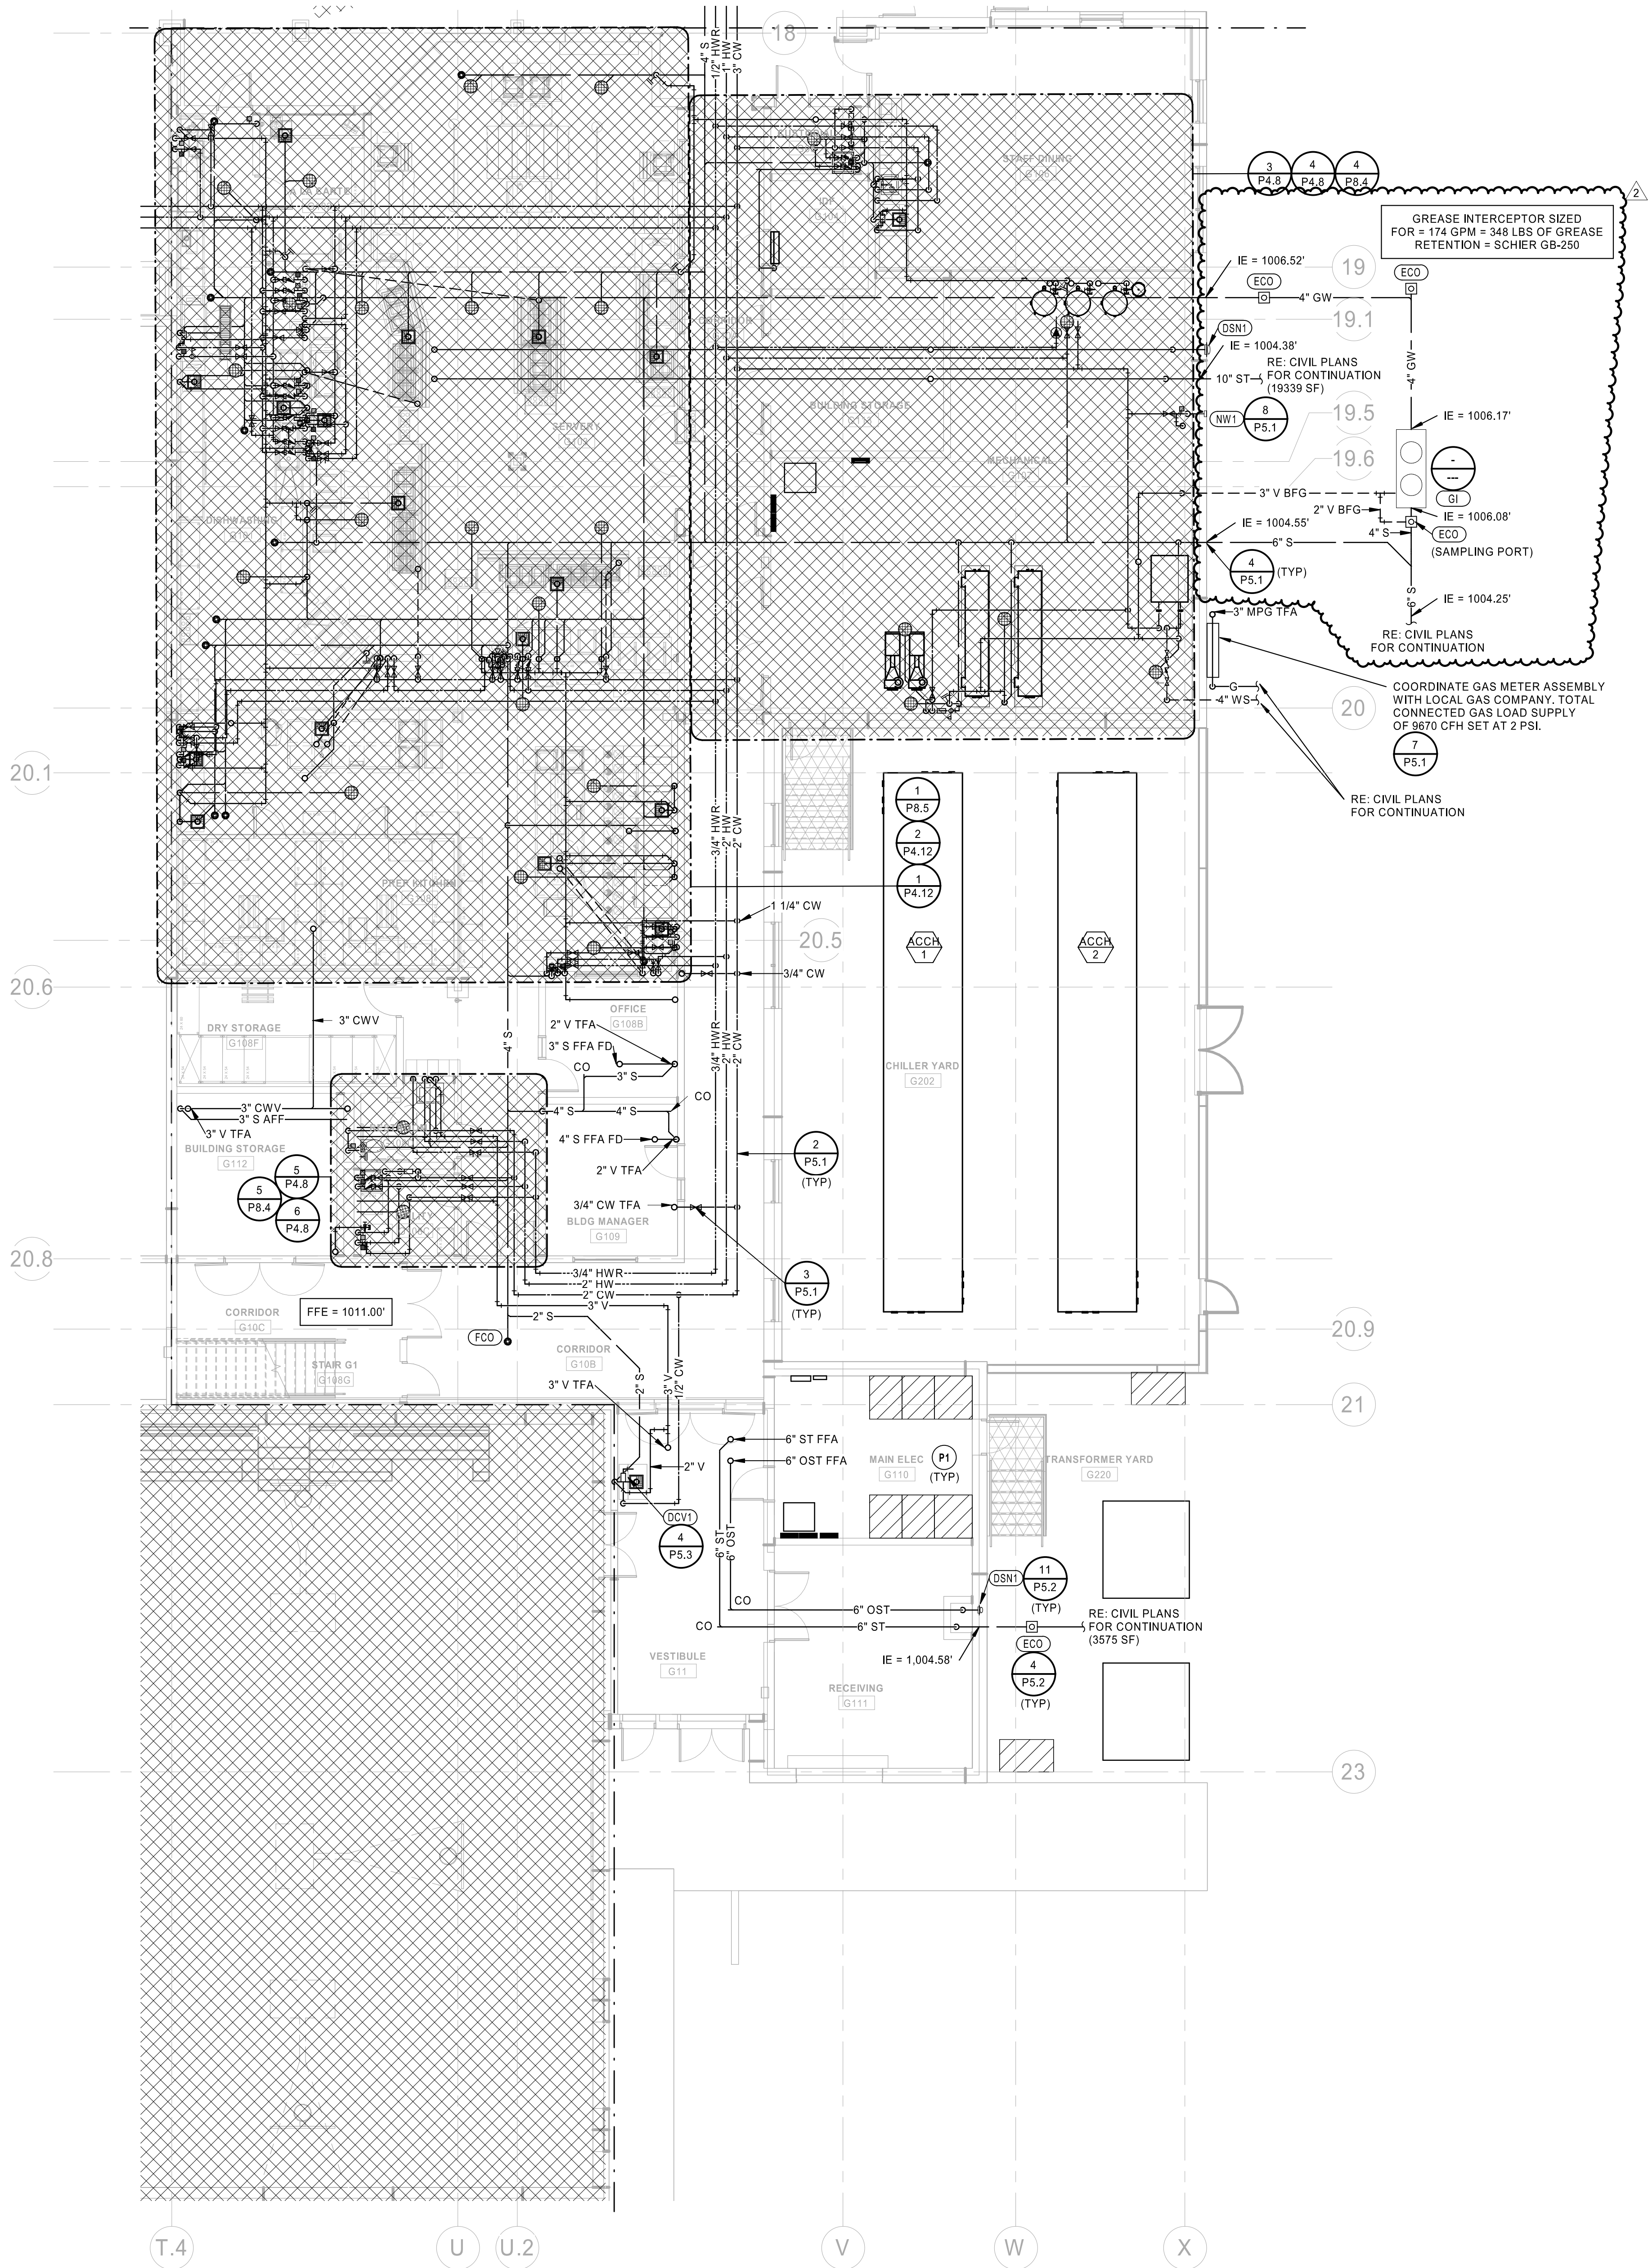 18
4" S
1/2" HWR
1" HW
3" CW
STAFF DINING
G106
IDF
G104
3
P4.8
4
P4.8
4
P8.4
2
GREASE INTERCEPTOR SIZED
FOR = 174 GPM = 348 LBS OF GREASE
RETENTION = SCHIER GB-250
IE = 1006.52'
19
ECO
ECO
4" GW
19.1
DSN1
IE = 1004.38'
4" GW
RE: CIVIL PLANS
FOR CONTINUATION
(19339 SF)
10" ST
CORRIDOR
BUILDING STORAGE
SERVERY
G103
NW1
8
P5.1
19.5
IE = 1006.17'
MECHANICAL
19.6
-
---
GI
3" V BFG
2" V BFG
IE = 1006.08'
DISHWASHING
IE = 1004.55'
4" S
ECO
(SAMPLING PORT)
6" S
4
P5.1
(TYP)
6" S
IE = 1004.25'
3" MPG TFA
RE: CIVIL PLANS
FOR CONTINUATION
G
4" WS
COORDINATE GAS METER ASSEMBLY
WITH LOCAL GAS COMPANY. TOTAL
CONNECTED GAS LOAD SUPPLY
OF 9670 CFH SET AT 2 PSI.
20
7
P5.1
20.1
RE: CIVIL PLANS
FOR CONTINUATION
1
P8.5
2
P4.12
1
P4.12
3/4" HWR
2" HW
2" CW
PREP KITCHEN
1 1/4" CW
20.5
ACCH
1
ACCH
2
3/4" CW
20.6
3" CWV
DRY STORAGE
G108F
OFFICE
G108B
2" V TFA
3" S FFA FD
4" S
3/4" HWR
2" HW
2" CW
CO
3" S
CHILLER YARD
G202
CO
3" CWV
3" S AFF
3" V TFA
4" S
4" S
4" S FFA FD
BUILDING STORAGE
G112
2" V TFA
2
P5.1
(TYP)
5
P4.8
5
P8.4
6
P4.8
3/4" CW TFA
BLDG MANAGER
G109
20.8
3/4" HWR
2" HW
2" CW
3" V
2" S
3
P5.1
(TYP)
CORRIDOR
G10C
FFE = 1011.00'
FCO
20.9
STAIR G1
G108G
CORRIDOR
G10B
3" V TFA
2" S
3" V
1/2" CW
21
6" ST FFA
6" OST FFA
2" V
MAIN ELEC
G110
P1
(TYP)
TRANSFORMER YARD
G220
DCV1
4
P5.3
6" ST
6" OST
DSN1
11
P5.2
(TYP)
CO
6" OST
CO
6" ST
RE: CIVIL PLANS
FOR CONTINUATION
(3575 SF)
ECO
4
P5.2
(TYP)
IE = 1,004.58'
VESTIBULE
G11
RECEIVING
G111
23
T.4
U
U.2
V
W
X